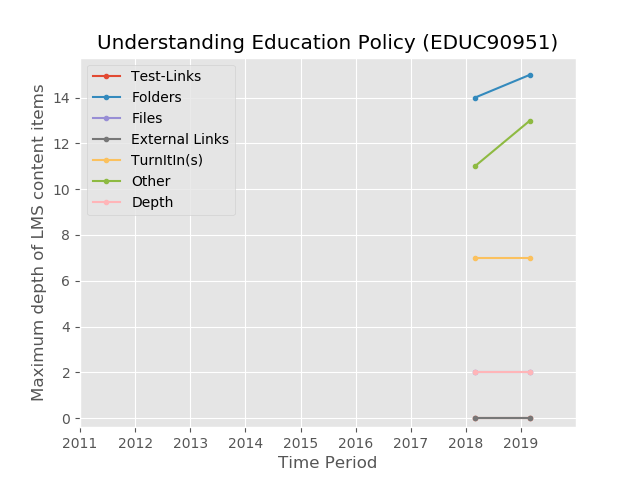 Understanding Education Policy (EDUC90951)
Test-Links
Folders
Files
External Links
TurnItIn(s)
Other
Depth
Maximum depth of LMS content items
14
12
10
8
6
4
2
0
2011 2012 2013 2014 2015 2016 2017 2018 2019
Time Period